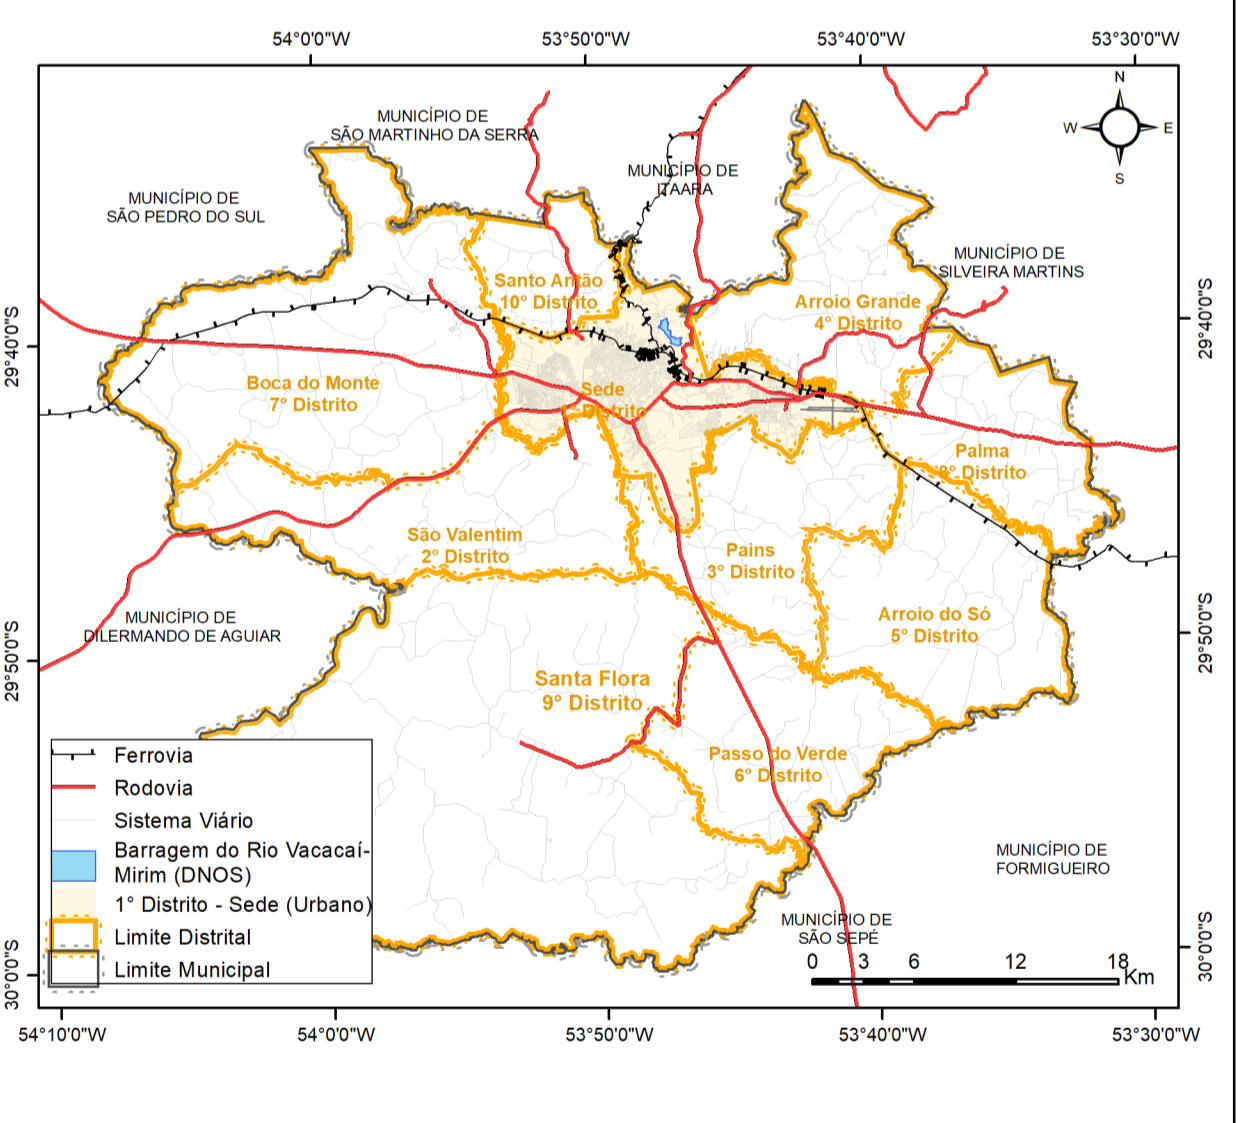 54°0'0"W
53°50'0"W
53°40'0"W
53°30'0"W
N
W
E
S
MUNICÍPIO DE
SÃO MARTINHO DA SERRA
MUNICÍPIO DE
ITAARA
MUNICÍPIO DE
SÃO PEDRO DO SUL
MUNICÍPIO DE
SILVEIRA MARTINS
Santo Antão
10° Distrito
Arroio Grande
4° Distrito
29°40'0"S
29°40'0"S
Boca do Monte
7° Distrito
Sede
Distrito
Palma
8° Distrito
São Valentim
2° Distrito
Pains
3° Distrito
Arroio do Só
5° Distrito
MUNICÍPIO DE
DILERMANDO DE AGUIAR
29°50'0"S
29°50'0"S
Santa Flora
9° Distrito
Passo do Verde
6° Distrito
Ferrovia
Rodovia
Sistema Viário
Barragem do Rio Vacacaí-
Mirim (DNOS)
1° Distrito - Sede (Urbano)
Limite Distrital
Limite Municipal
MUNICÍPIO DE
FORMIGUEIRO
MUNICÍPIO DE
SÃO SEPÉ
0 3 6 12 18
Km
30°0'0"S
30°0'0"S
54°10'0"W
54°0'0"W
53°50'0"W
53°40'0"W
53°30'0"W